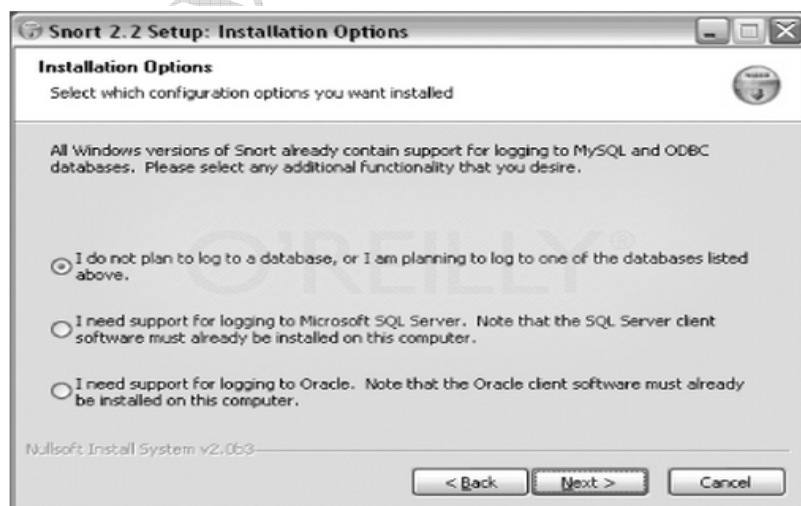 Snort 2.2 Setup: Installation Options
Installation Options
Select which configuration options you want installed
All Windows versions of Snort already contain support for logging to MySQL and ODBC
databases. Please select any additional functionality that you desire.
O'REILLY®
I do not plan to log to a database, or I am planning to log to one of the databases listed
above.
I need support for logging to Microsoft SQL Server. Note that the SQL Server client
software must already be installed on this computer.
I need support for logging to Oracle. Note that the Oracle client software must already
be installed on this computer.
Nullsoft Install System v2.0b3
< Back
Next >
Cancel